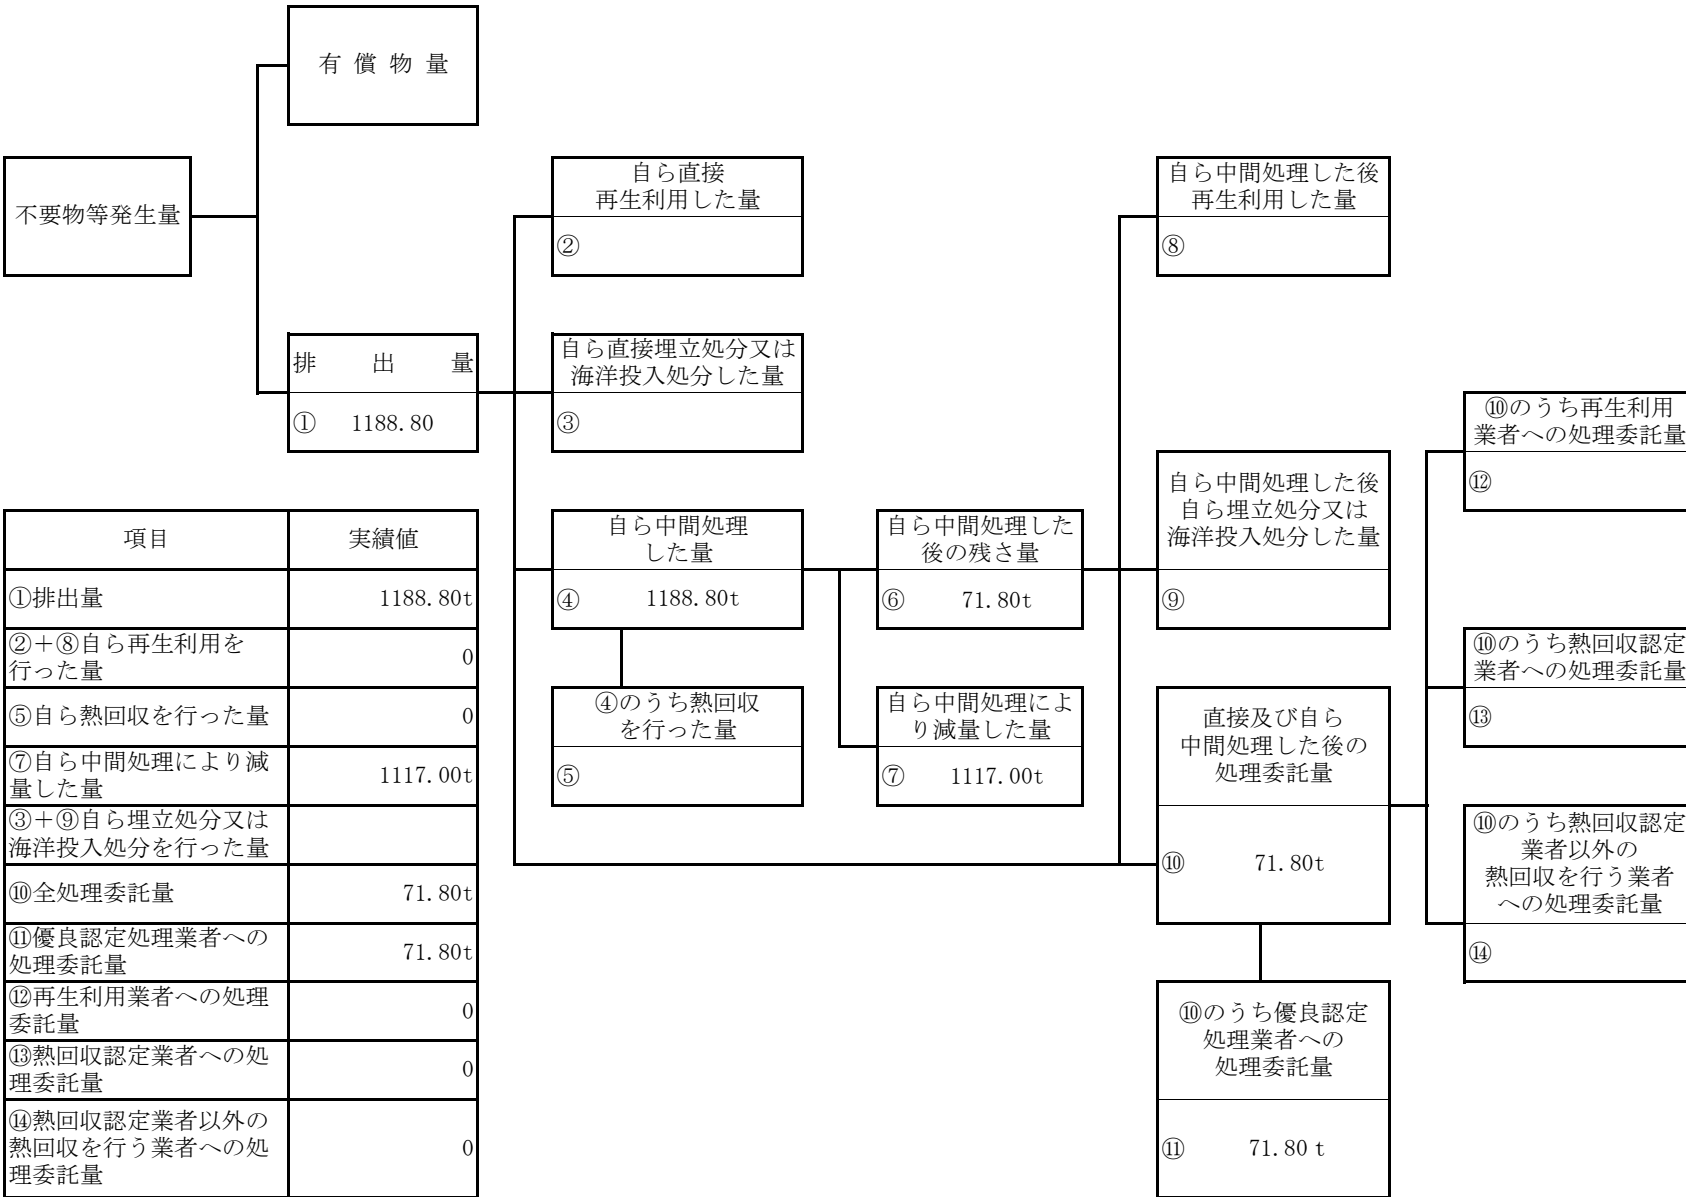 有償物量
不要物等発生量
自ら直接
再生利用した量
②
自ら中間処理した後
再生利用した量
⑧
排出量
① 1188.80
自ら直接埋立処分又は
海洋投入処分した量
③
⑩のうち再生利用
業者への処理委託量
⑫
自ら中間処理した後
自ら埋立処分又は
海洋投入処分した量
⑨
自ら中間処理
した量
④ 1188.80t
自ら中間処理した
後の残さ量
⑥ 71.80t
⑩のうち熱回収認定
業者への処理委託量
⑬
④のうち熱回収
を行った量
⑤
自ら中間処理によ
り減量した量
⑦ 1117.00t
直接及び自ら
中間処理した後の
処理委託量
⑩ 71.80t
⑩のうち熱回収認定
業者以外の
熱回収を行う業者
への処理委託量
⑭
⑩のうち優良認定
処理業者への
処理委託量
⑪ 71.80 t
項目 実績値
①排出量 1188.80t
②＋⑧自ら再生利用を
行った量 0
⑤自ら熱回収を行った量 0
⑦自ら中間処理により減
量した量 1117.00t
③＋⑨自ら埋立処分又は
海洋投入処分を行った量
⑩全処理委託量 71.80t
⑪優良認定処理業者への
処理委託量 71.80t
⑫再生利用業者への処理
委託量 0
⑬熱回収認定業者への処
理委託量 0
⑭熱回収認定業者以外の
熱回収を行う業者への処
理委託量 0